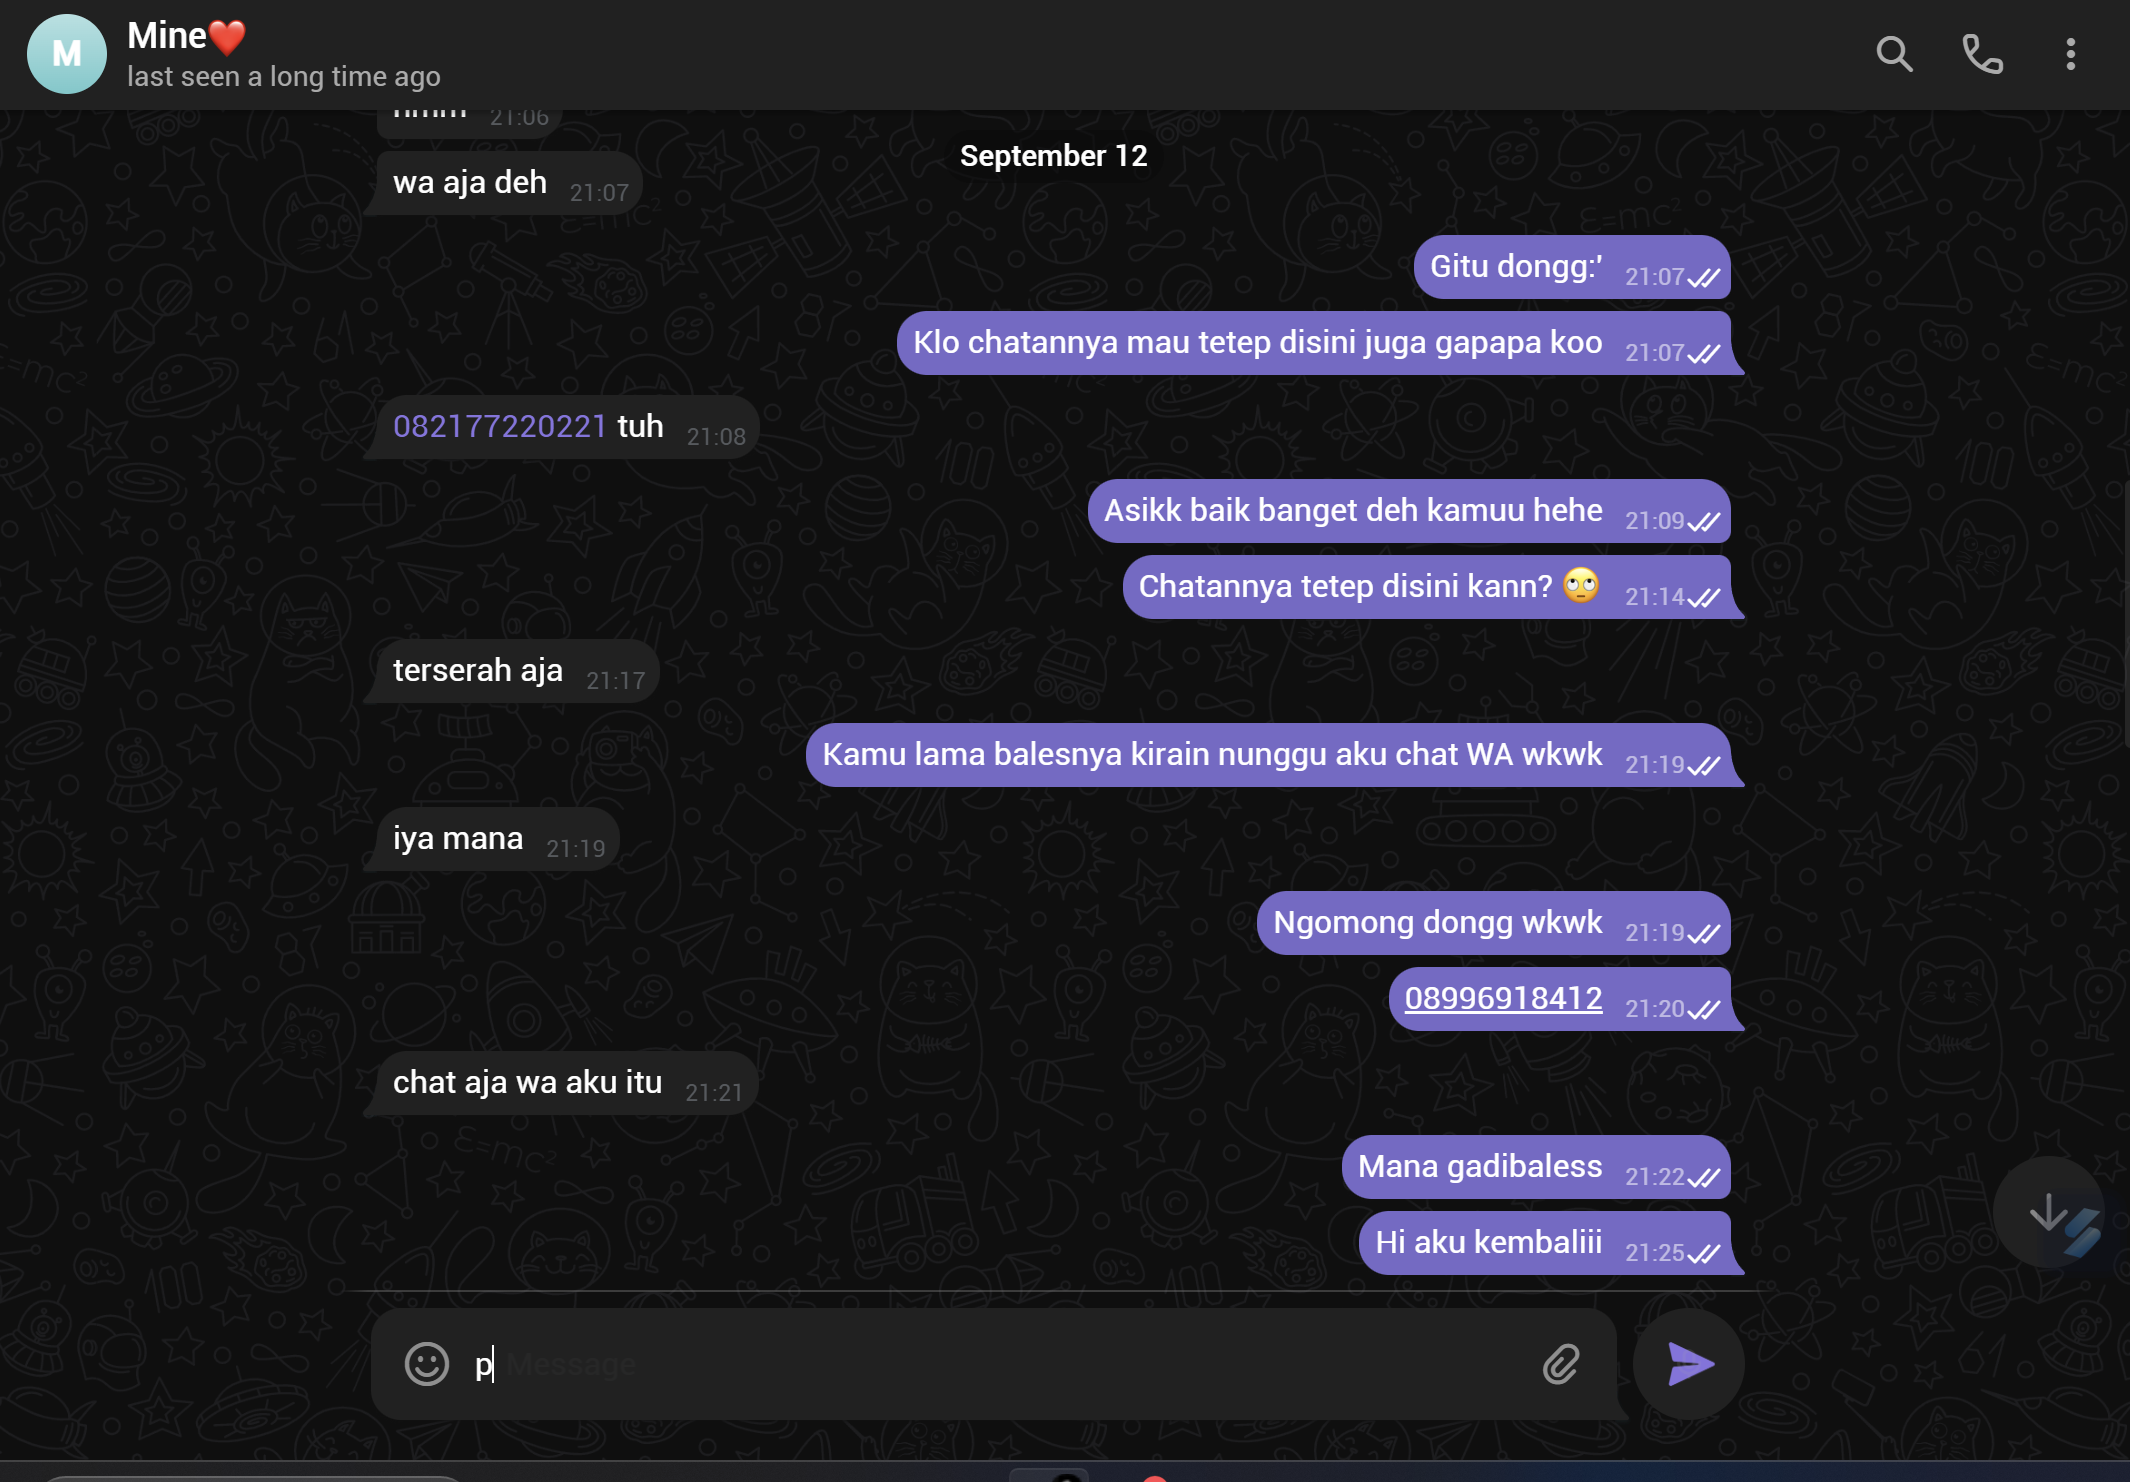 M
Mine❤️
last seen a long time ago
hmm 21:06
September 12
wa aja deh 21:07
Gitu dongg:' 21:07
Klo chatannya mau tetep disini juga gapapa koo 21:07
082177220221 tuh 21:08
Asikk baik banget deh kamuu hehe 21:09
Chatannya tetep disini kann? 🙄 21:14
terserah aja 21:17
Kamu lama balesnya kirain nunggu aku chat WA wkwk 21:19
iya mana 21:19
Ngomong dongg wkwk 21:19
08996918412 21:20
chat aja wa aku itu 21:21
Mana gadibaless 21:22
Hi aku kembaliii 21:25
p Message